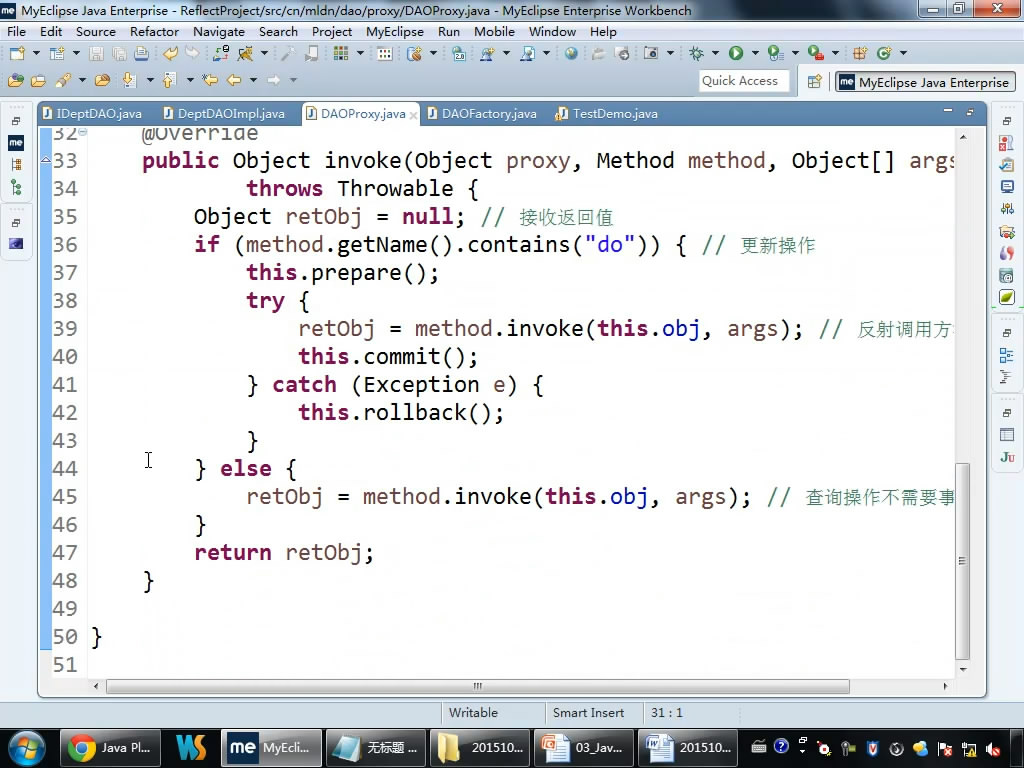 MyEclipse Java Enterprise - ReflectProject/src/cn/mldn/dao/proxy/DAOProxy.java - MyEclipse Enterprise Workbench
File Edit Source Refactor Navigate Search Project MyEclipse Run Mobile Window Help
Quick Access
me MyEclipse Java Enterprise
IDeptDAO.java DeptDAOImpl.java DAOProxy.java DAOFactory.java TestDemo.java
32 @Override
33 public Object invoke(Object proxy, Method method, Object[] args
34 throws Throwable {
35 Object retObj = null; // 接收返回值
36 if (method.getName().contains("do")) { // 更新操作
37 this.prepare();
38 try {
39 retObj = method.invoke(this.obj, args); // 反射调用方
40 this.commit();
41 } catch (Exception e) {
42 this.rollback();
43 }
44 } else {
45 retObj = method.invoke(this.obj, args); // 查询操作不需要事
46 }
47 return retObj;
48 }
49
50 }
51
Writable Smart Insert 31 : 1
Java Pl... me MyEcli... 无标题 ... 201510... 03_Jav... 201510...